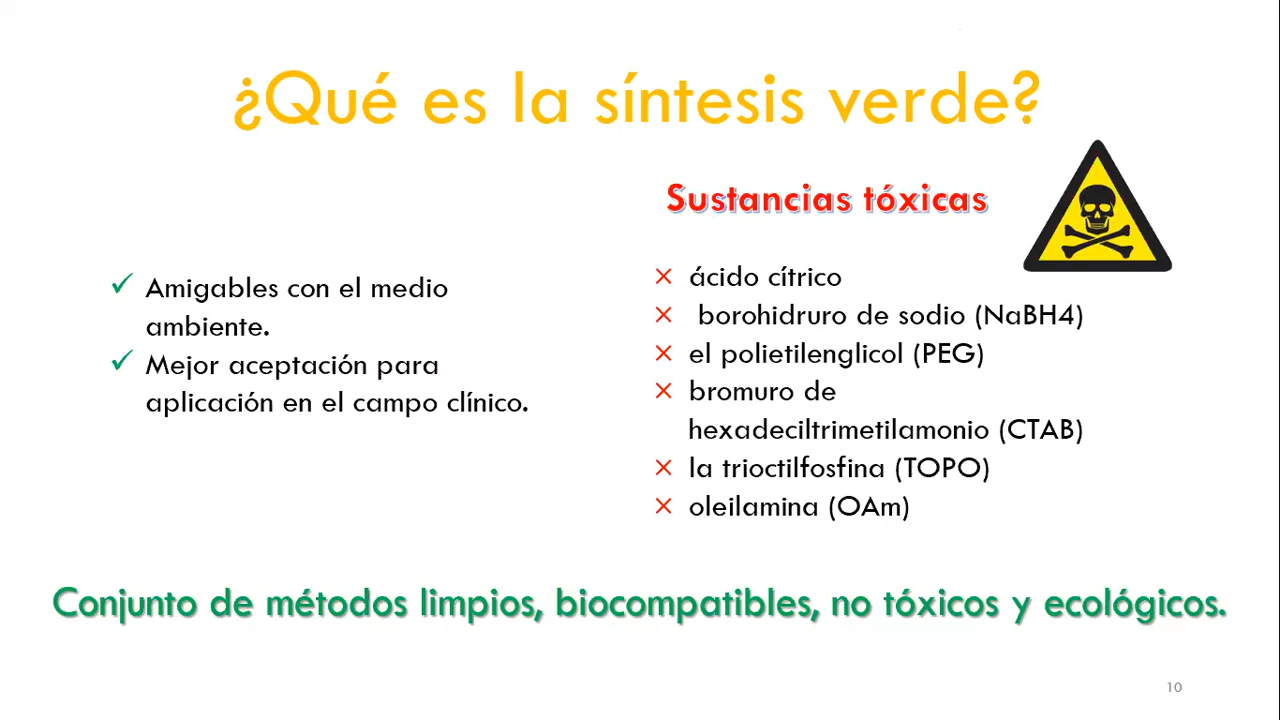 ¿Qué es la síntesis verde?
Sustancias tóxicas
Amigables con el medio
ambiente.
Mejor aceptación para
aplicación en el campo clínico.
ácido cítrico
borohidruro de sodio (NaBH4)
el polietilenglicol (PEG)
bromuro de
hexadeciltrimetilamonio (CTAB)
la trioctilfosfina (TOPO)
oleilamina (OAm)
Conjunto de métodos limpios, biocompatibles, no tóxicos y ecológicos.
10